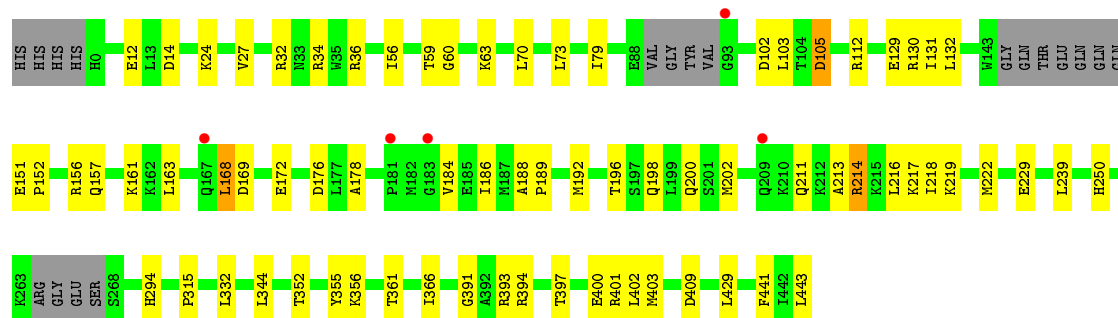 HIS HIS HIS HIS H0 E12 L13 D14 K24 V27 R32 N33 R34 W35 R36 I56 T59 G60 K63 L70 L73 I79 E88 VAL GLY TYR VAL G93 D102 L103 T104 D105 R112 E129 R130 I131 L132 W143 GLY GLN THR GLU GLN GLN GLN
E151 P152 R156 Q157 K161 K162 L163 Q167 L168 D169 E172 D176 L177 A178 P181 M182 G183 V184 E185 I186 M187 A188 P189 M192 T196 S197 Q198 L199 Q200 S201 M202 Q209 K210 Q211 K212 A213 R214 K215 L216 K217 I218 K219 M222 E229 L239 H250
K263 ARG GLY GLU SER S268 H294 P315 L332 L344 T352 Y355 K356 T361 I366 G391 A392 R393 R394 T397 E400 R401 L402 M403 D409 L429 F441 I442 L443